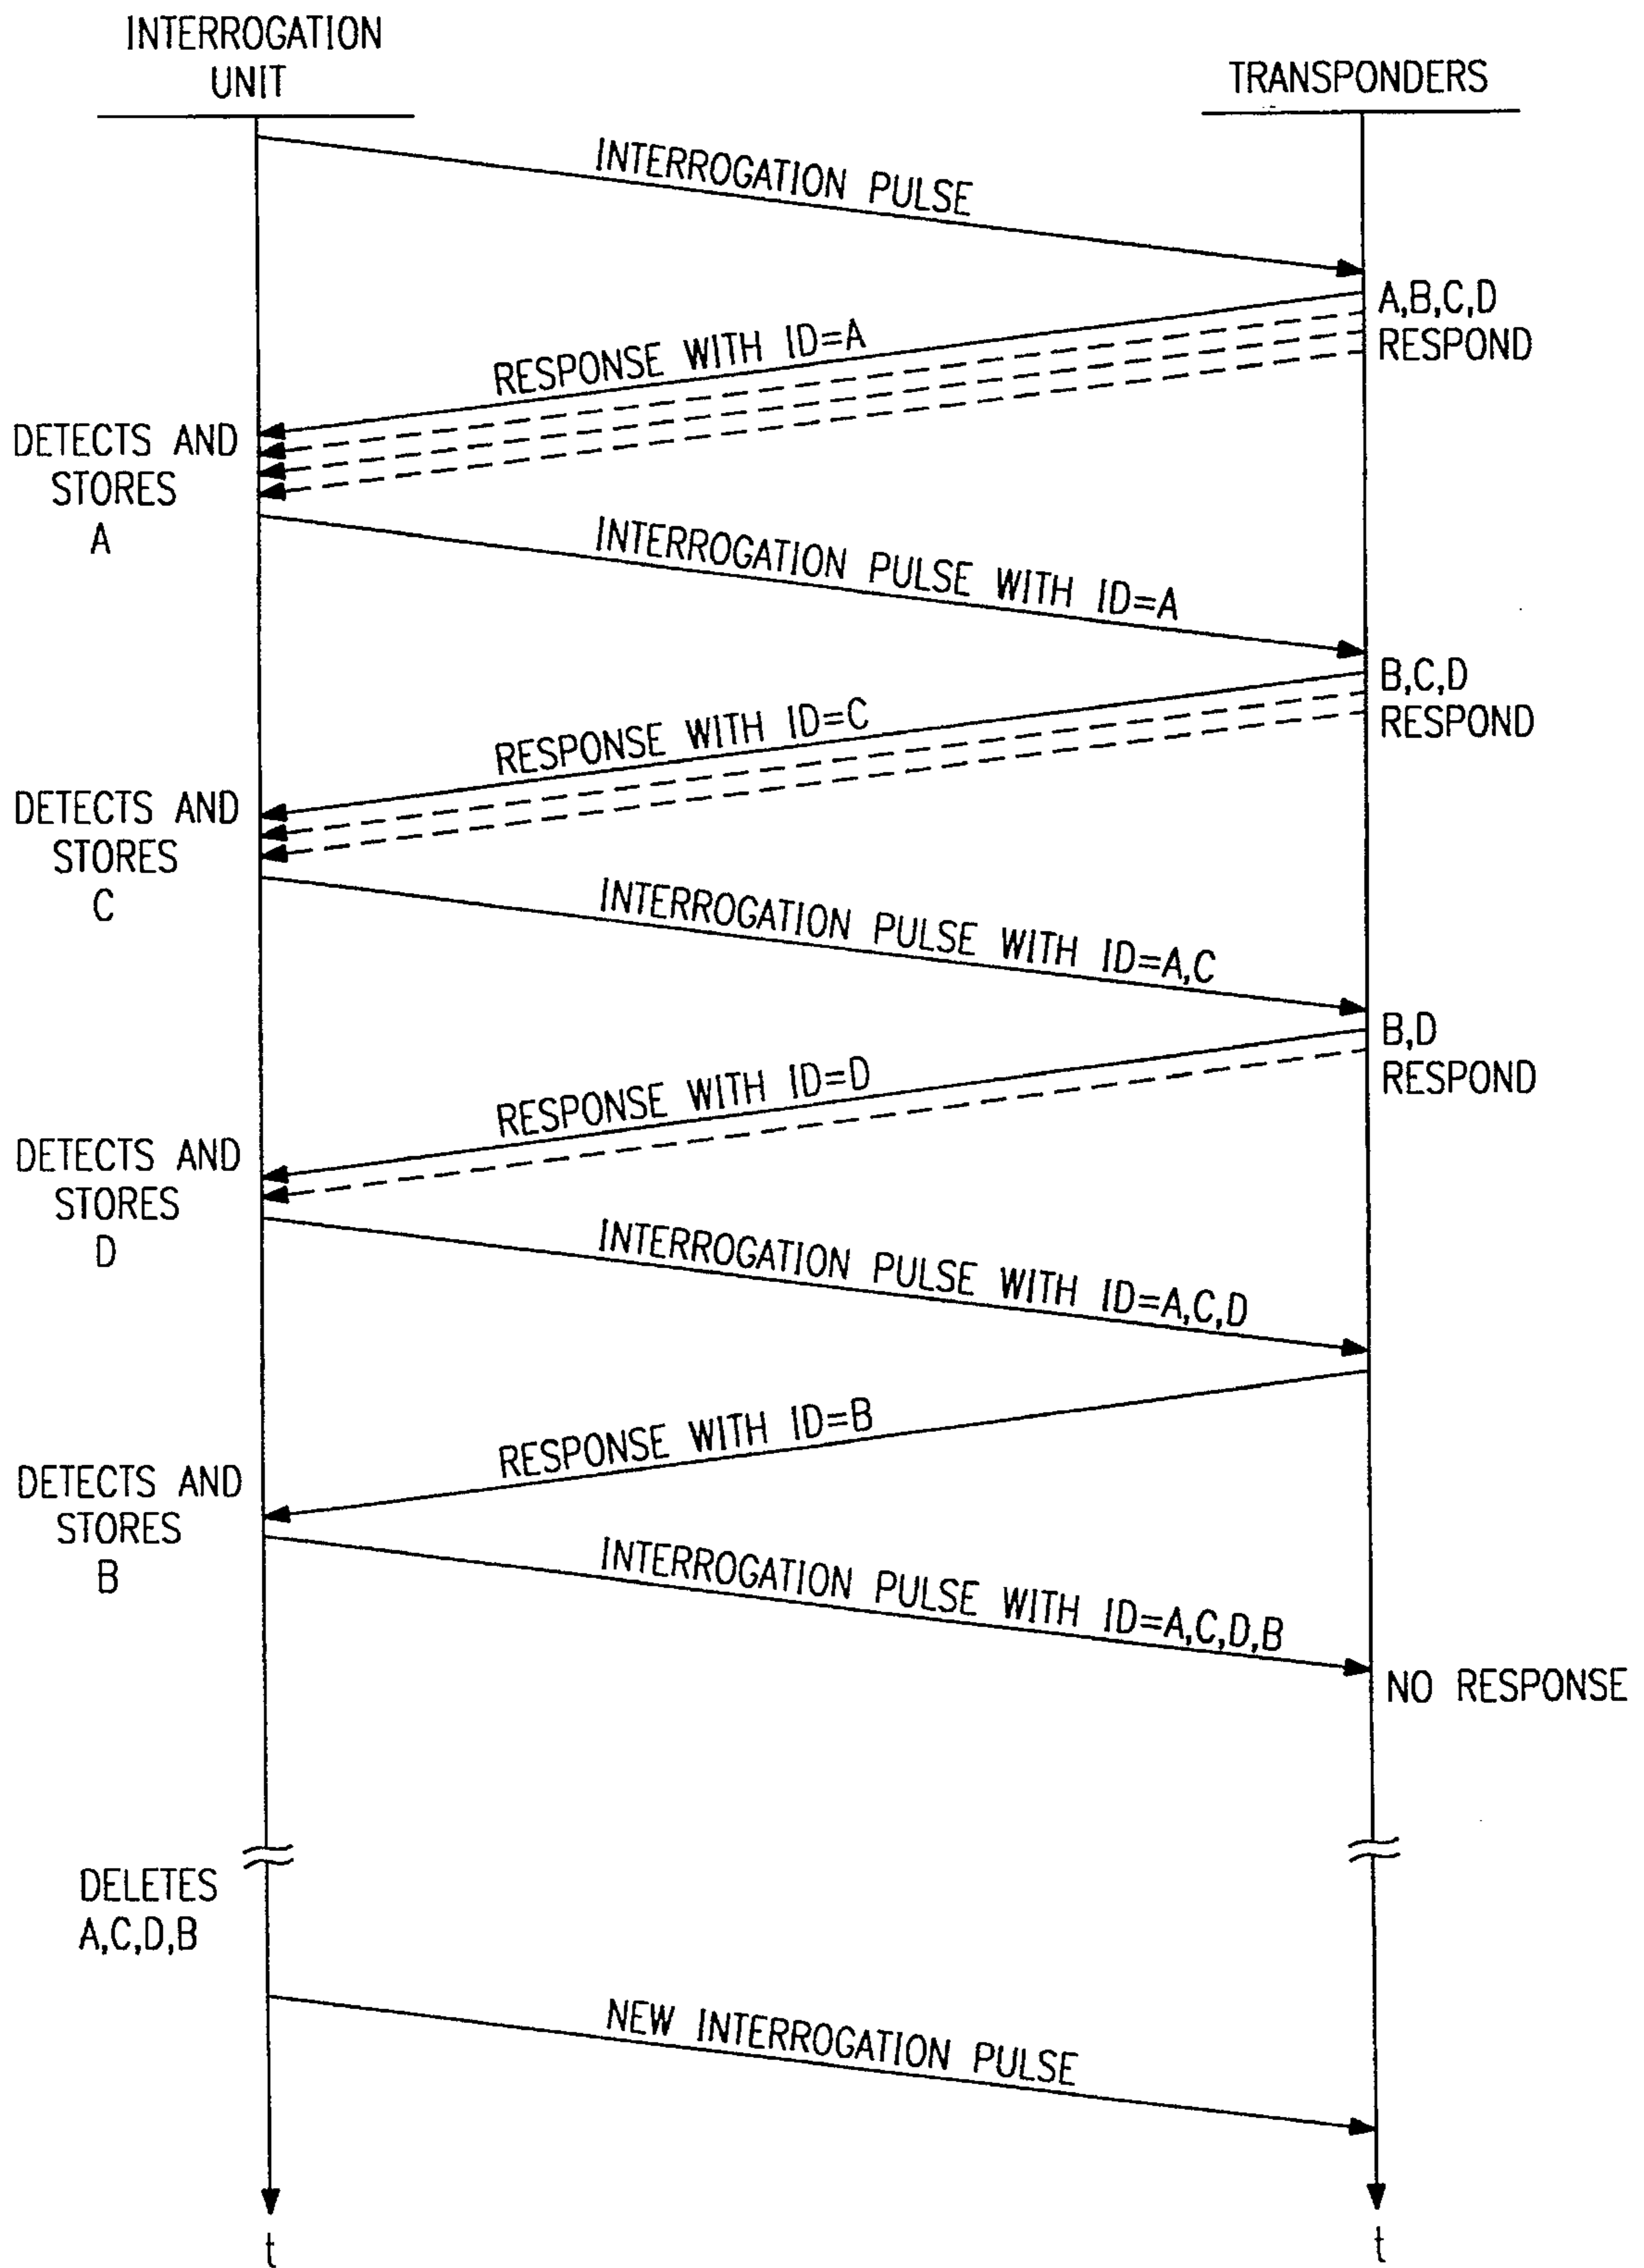 INTERROGATION
UNIT
TRANSPONDERS
INTERROGATION PULSE
A,B,C,D
RESPOND
RESPONSE WITH ID=A
DETECTS AND
STORES
A
INTERROGATION PULSE WITH ID=A
B,C,D
RESPOND
RESPONSE WITH ID=C
DETECTS AND
STORES
C
INTERROGATION PULSE WITH ID=A,C
B,D
RESPOND
RESPONSE WITH ID=D
DETECTS AND
STORES
D
INTERROGATION PULSE WITH ID=A,C,D
RESPONSE WITH ID=B
DETECTS AND
STORES
B
INTERROGATION PULSE WITH ID=A,C,D,B
NO RESPONSE
DELETES
A,C,D,B
NEW INTERROGATION PULSE
t
t